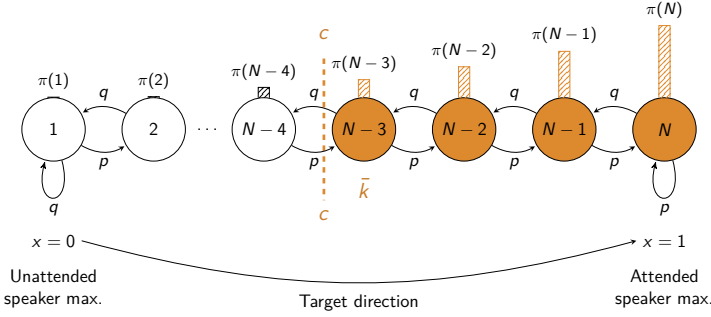 c
π(N)
π(N−1)
π(N−2)
π(N−3)
π(N−4)
π(1) π(2)
q q q q q
1 2 ··· N−4 N−3 N−2 N−1 N
p p p p p
q c k̄ p
x = 0 x = 1
Unattended
speaker max.
Target direction
Attended
speaker max.